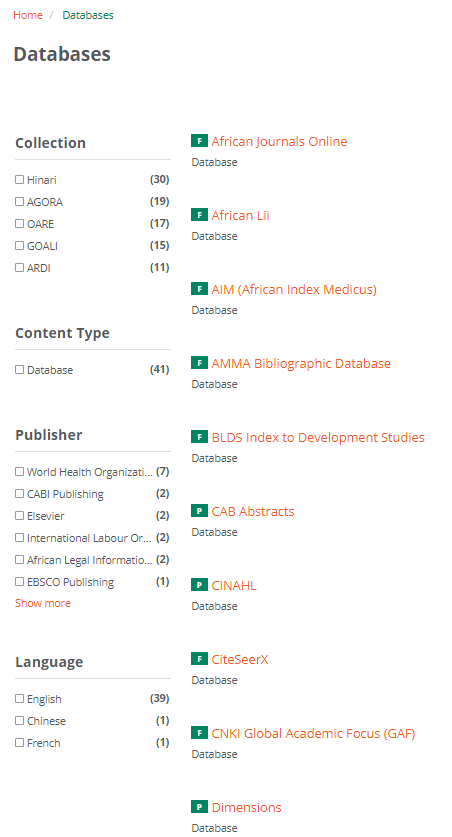 Home / Databases
Databases
Collection
Hinari (30)
AGORA (19)
OARE (17)
GOALI (15)
ARDI (11)
Content Type
Database (41)
Publisher
World Health Organizati... (7)
CABI Publishing (2)
Elsevier (2)
International Labour Or... (2)
African Legal Informatio... (2)
EBSCO Publishing (1)
Show more
Language
English (39)
Chinese (1)
French (1)
F African Journals Online
Database
F African Lii
Database
F AIM (African Index Medicus)
Database
F AMMA Bibliographic Database
Database
F BLDS Index to Development Studies
Database
P CAB Abstracts
Database
P CINAHL
Database
F CiteSeerX
Database
F CNKI Global Academic Focus (GAF)
Database
P Dimensions
Database